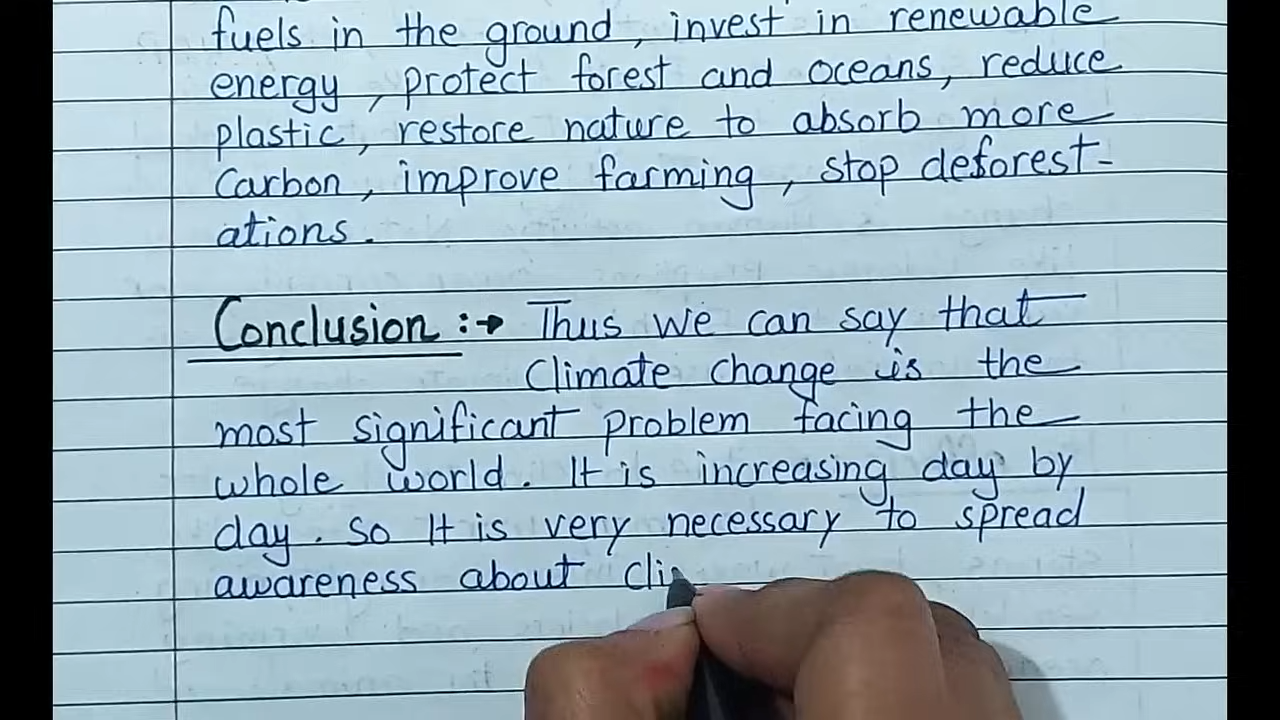 fuels in the ground, invest in renewable
energy, protect forest and oceans, reduce
plastic, restore nature to absorb more
Carbon, improve farming, stop deforest-
ations.
Conclusion :→ Thus we can say that
Climate change is the
most significant problem facing the
whole world. It is increasing day by
day. so It is very necessary to spread
awareness about cli